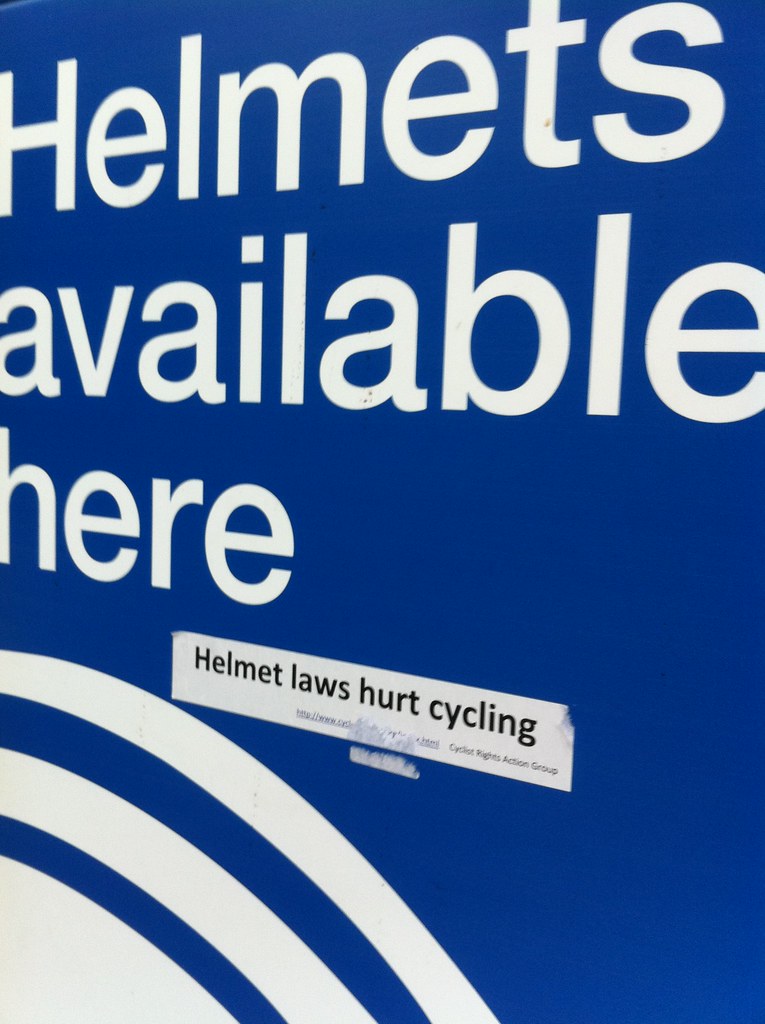 Helmets
available
here
Helmet laws hurt cycling
Cyclist Rights Action Group